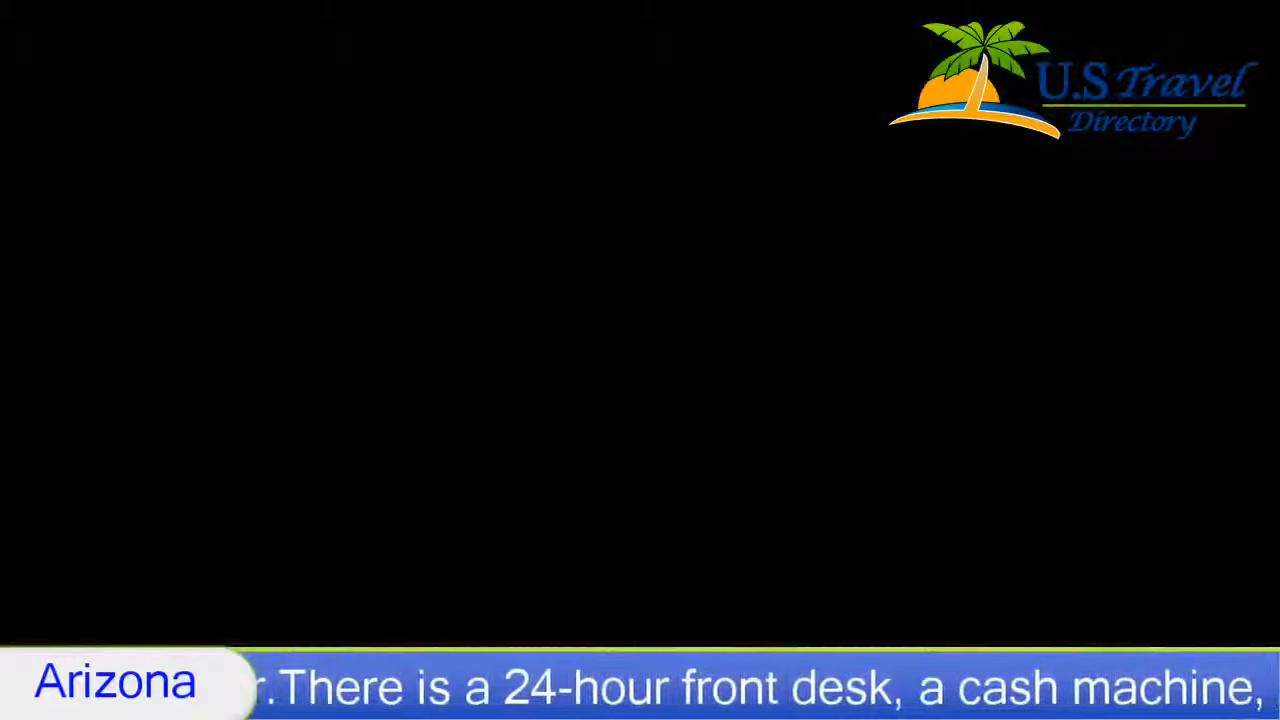 U.S Travel
Directory
Arizona
r.There is a 24-hour front desk, a cash machine,